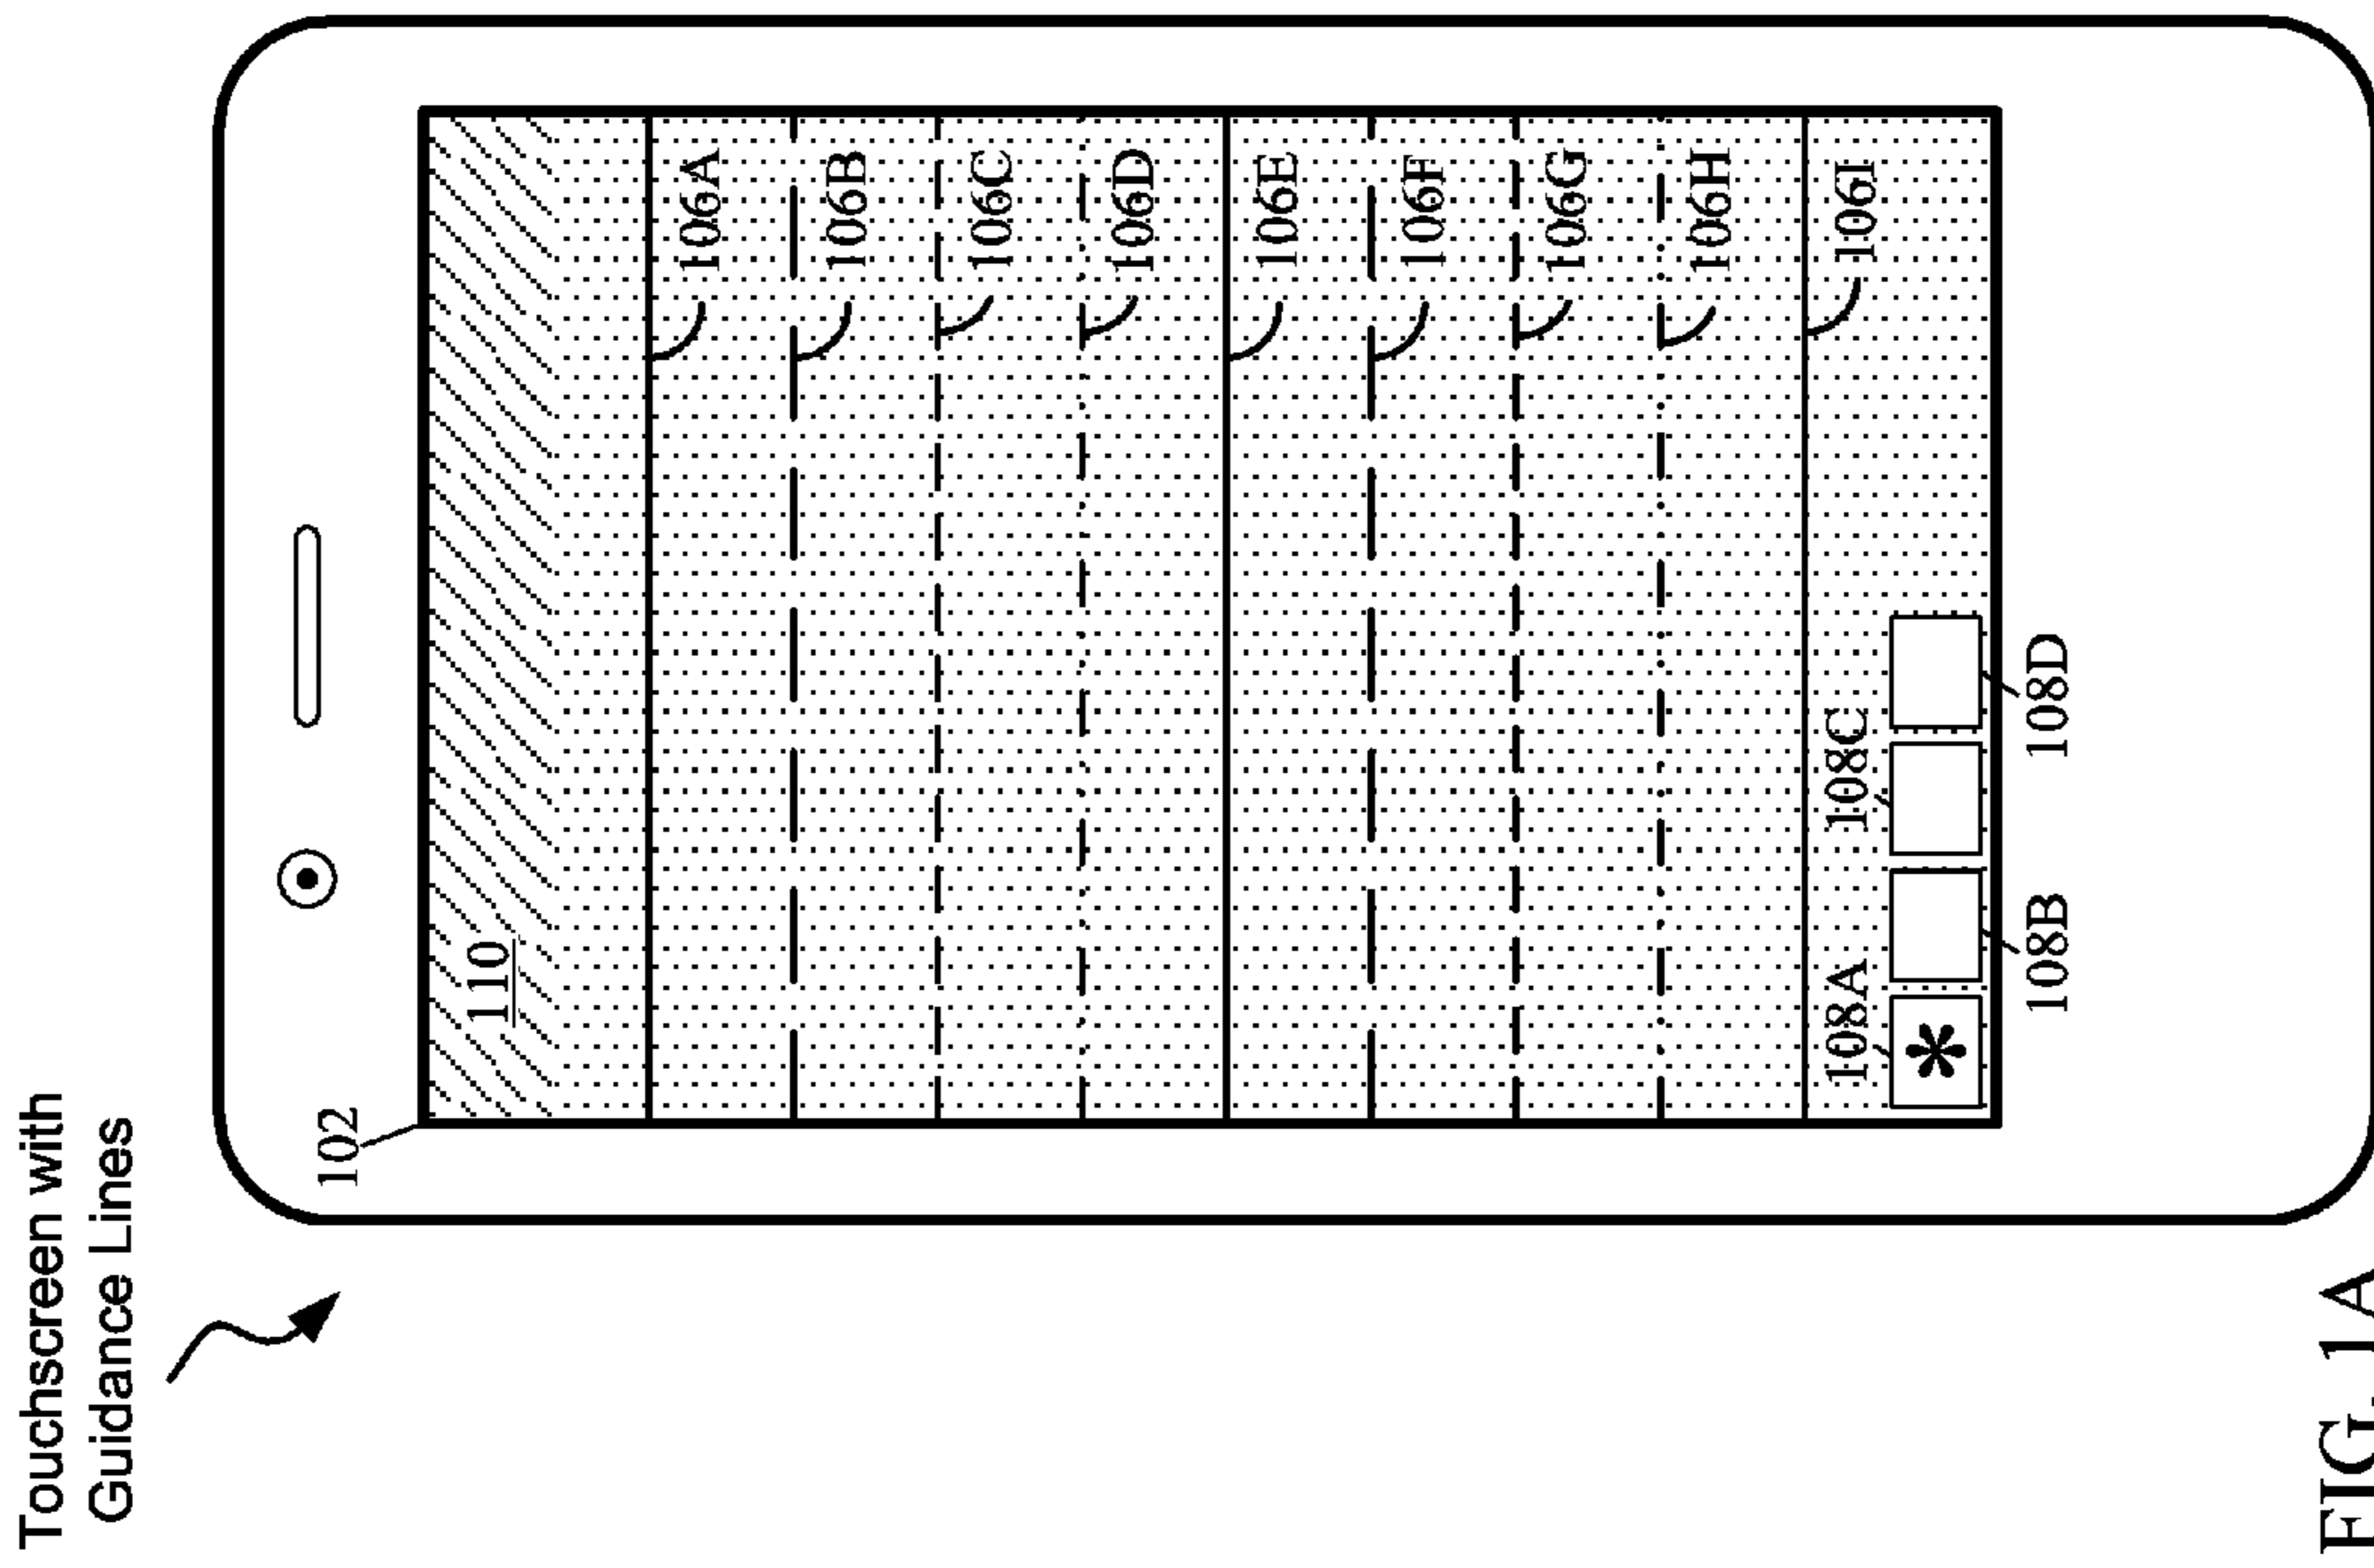 Touchscreen with
Guidance Lines
102
110
106A
106B
106C
106D
106E
106F
106G
106H
106I
108A
108C
*
108B
108D
FIG. 1A